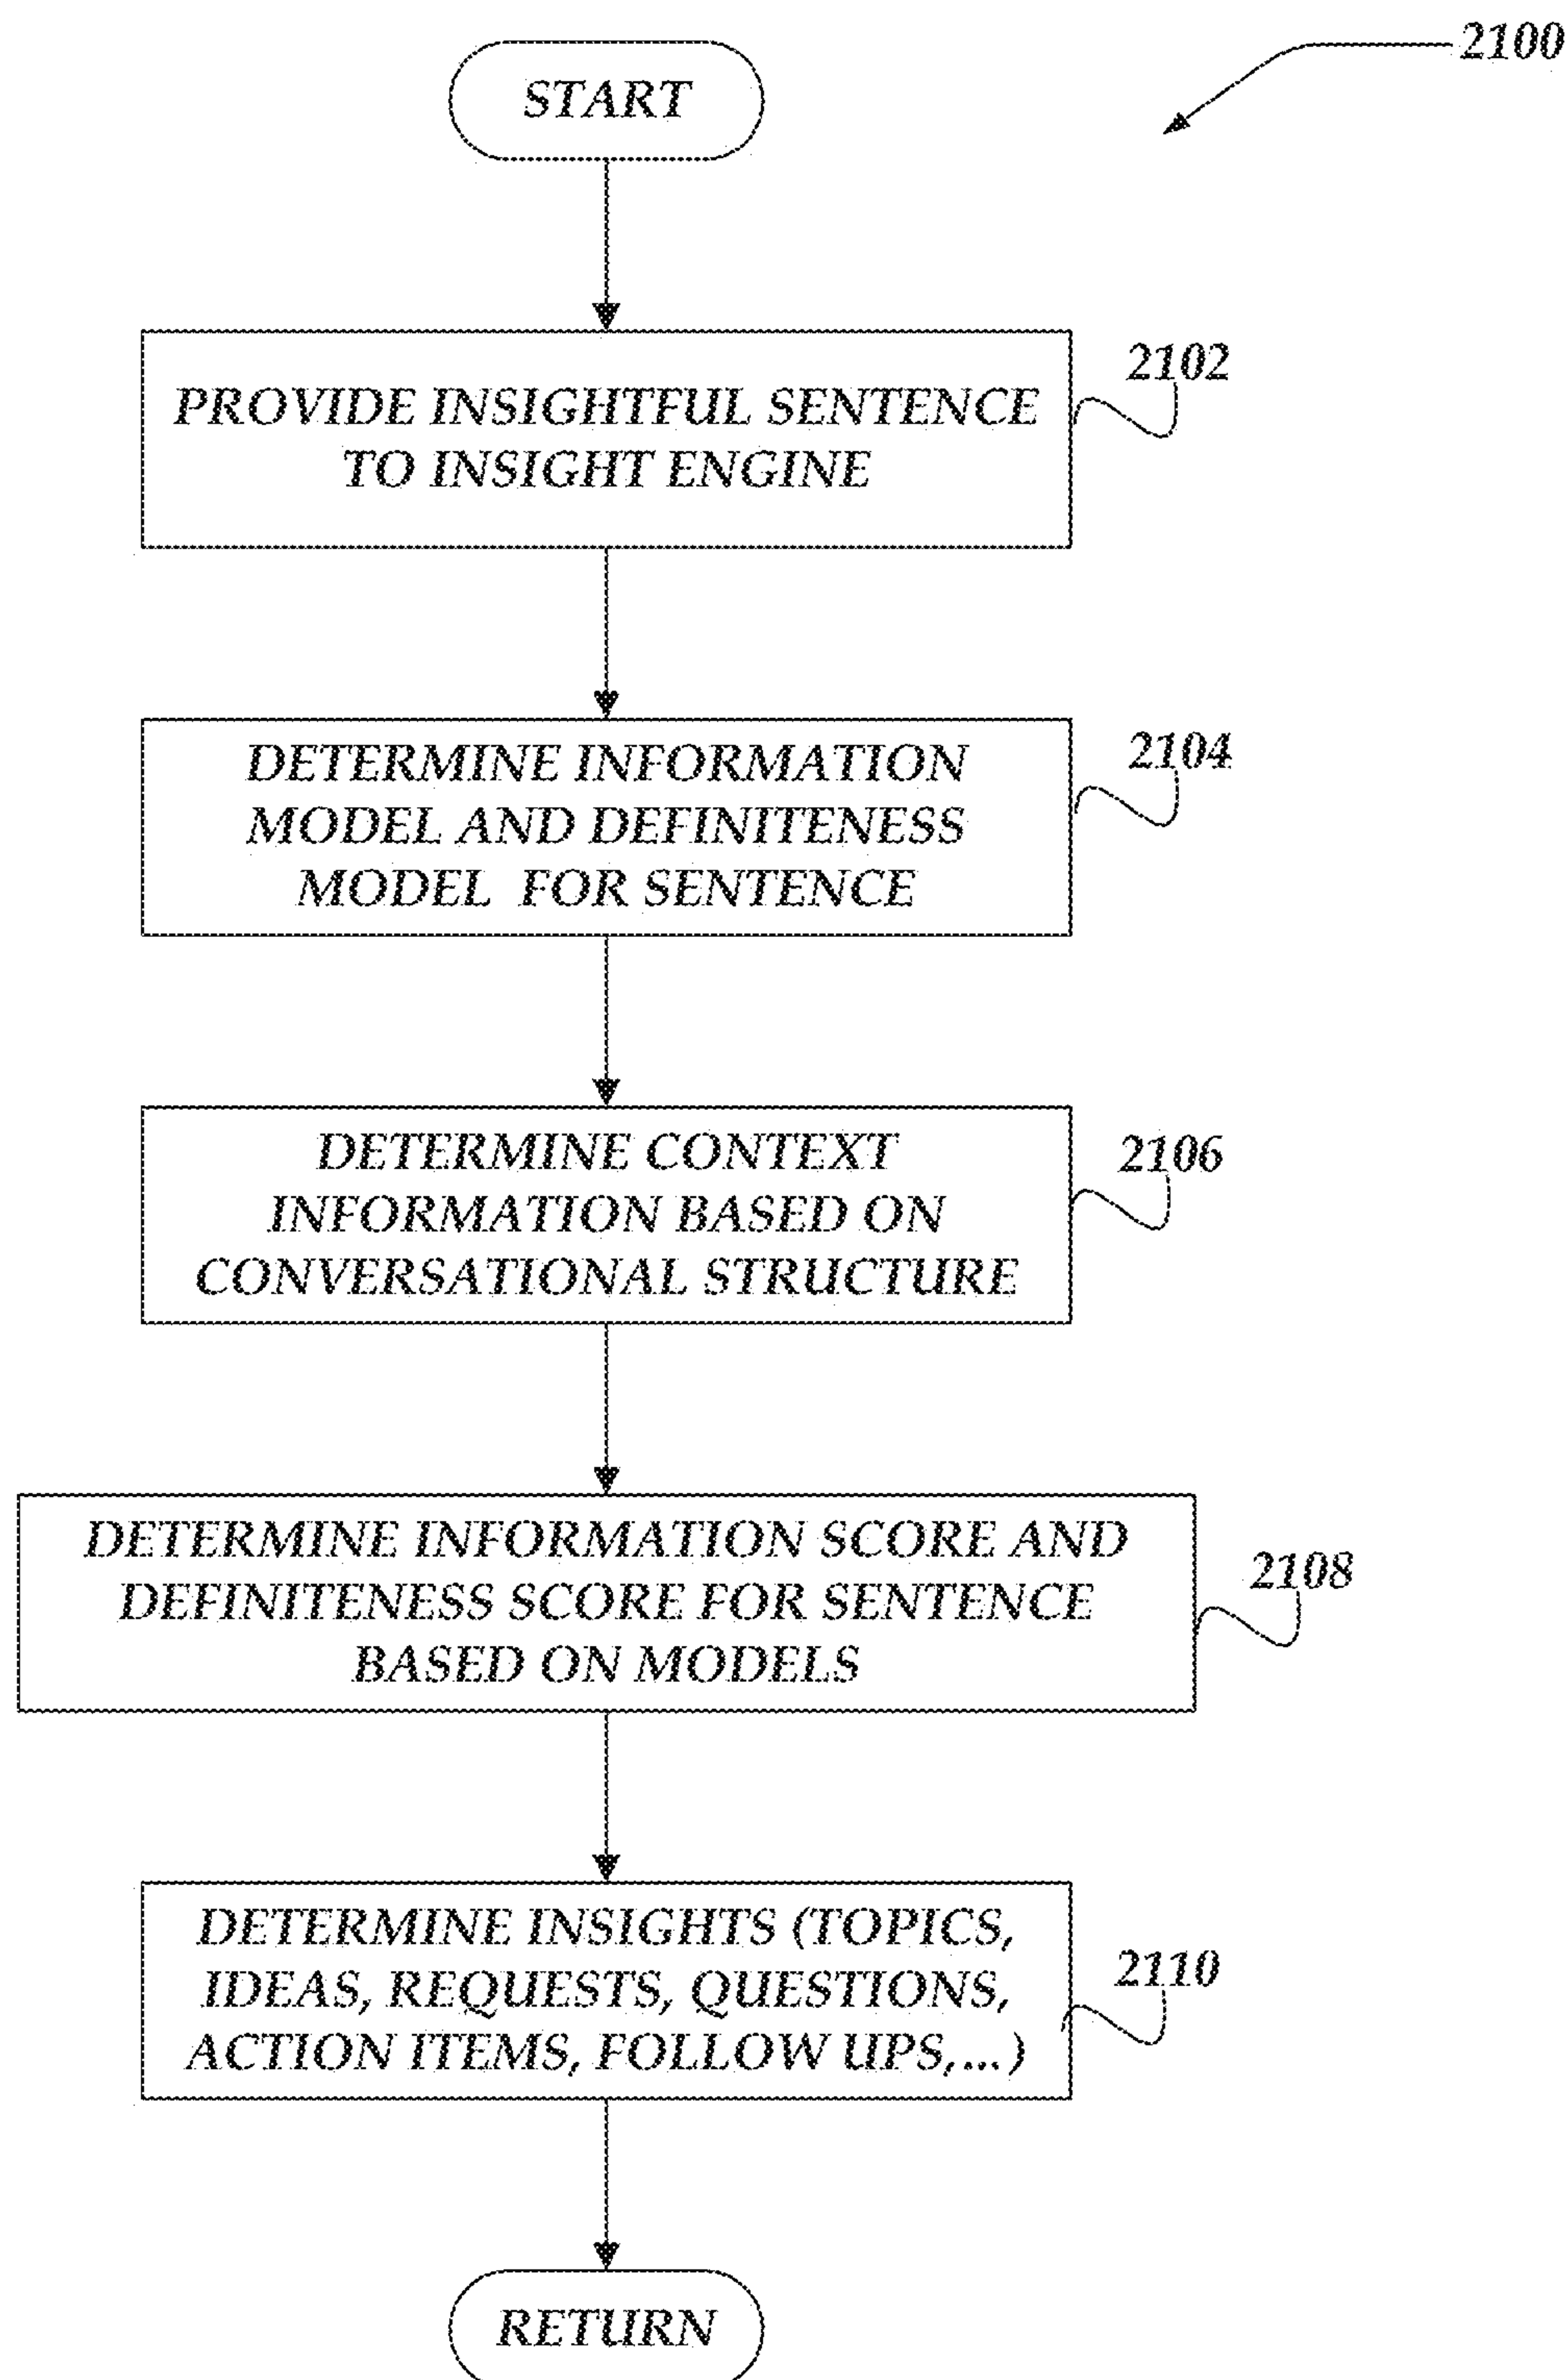 2100
START
2102
PROVIDE INSIGHTFUL SENTENCE
TO INSIGHT ENGINE
2104
DETERMINE INFORMATION
MODEL AND DEFINITENESS
MODEL FOR SENTENCE
2106
DETERMINE CONTEXT
INFORMATION BASED ON
CONVERSATIONAL STRUCTURE
2108
DETERMINE INFORMATION SCORE AND
DEFINITENESS SCORE FOR SENTENCE
BASED ON MODELS
2110
DETERMINE INSIGHTS (TOPICS,
IDEAS, REQUESTS, QUESTIONS,
ACTION ITEMS, FOLLOW UPS,...)
RETURN